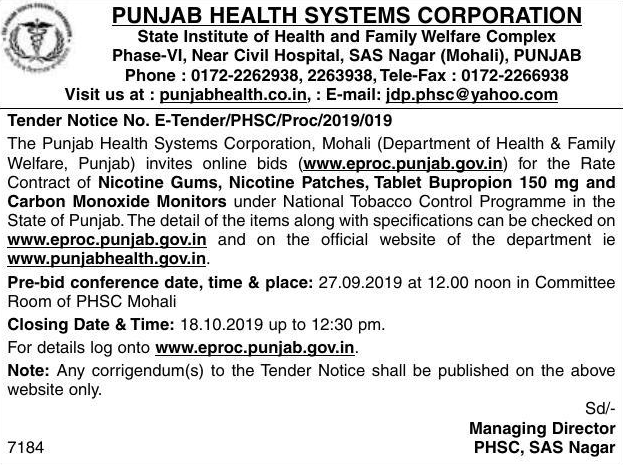 PUNJAB HEALTH SYSTEMS CORPORATION
State Institute of Health and Family Welfare Complex
Phase-VI, Near Civil Hospital, SAS Nagar (Mohali), PUNJAB
Phone : 0172-2262938, 2263938, Tele-Fax : 0172-2266938
Visit us at : punjabhealth.co.in, : E-mail: jdp.phsc@yahoo.com
Tender Notice No. E-Tender/PHSC/Proc/2019/019
The Punjab Health Systems Corporation, Mohali (Department of Health & Family
Welfare, Punjab) invites online bids (www.eproc.punjab.gov.in) for the Rate
Contract of Nicotine Gums, Nicotine Patches, Tablet Bupropion 150 mg and
Carbon Monoxide Monitors under National Tobacco Control Programme in the
State of Punjab. The detail of the items along with specifications can be checked on
www.eproc.punjab.gov.in and on the official website of the department ie
www.punjabhealth.gov.in.
Pre-bid conference date, time & place: 27.09.2019 at 12.00 noon in Committee
Room of PHSC Mohali
Closing Date & Time: 18.10.2019 up to 12:30 pm.
For details log onto www.eproc.punjab.gov.in.
Note: Any corrigendum(s) to the Tender Notice shall be published on the above
website only.
Sd/-
Managing Director
7184 PHSC, SAS Nagar